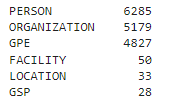 PERSON 6285
ORGANIZATION 5179
GPE 4827
FACILITY 50
LOCATION 33
GSP 28